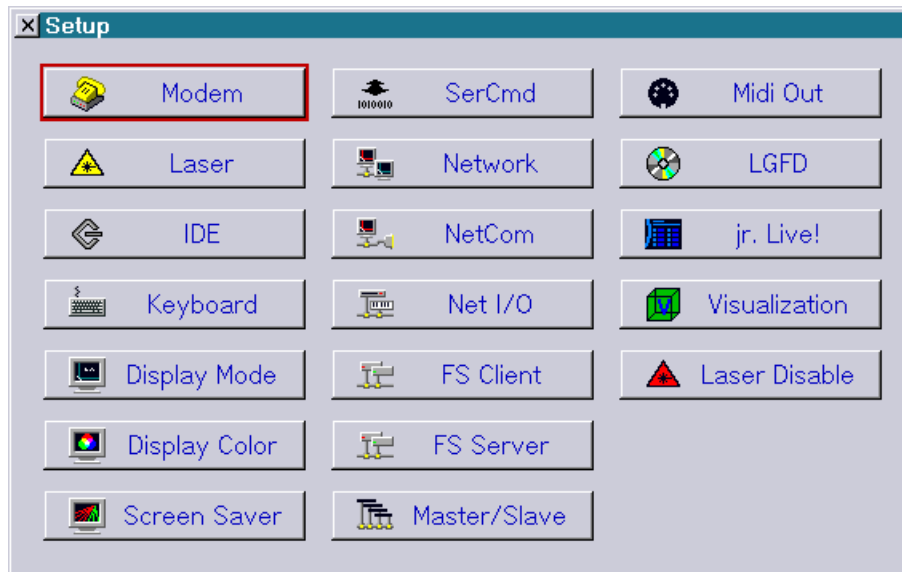 Setup
Modem
SerCmd
1010010
Midi Out
Laser
Network
LGFD
IDE
NetCom
jr. Live!
Keyboard
Net I/O
V
Visualization
Display Mode
FS Client
Laser Disable
Display Color
FS Server
Screen Saver
Master/Slave